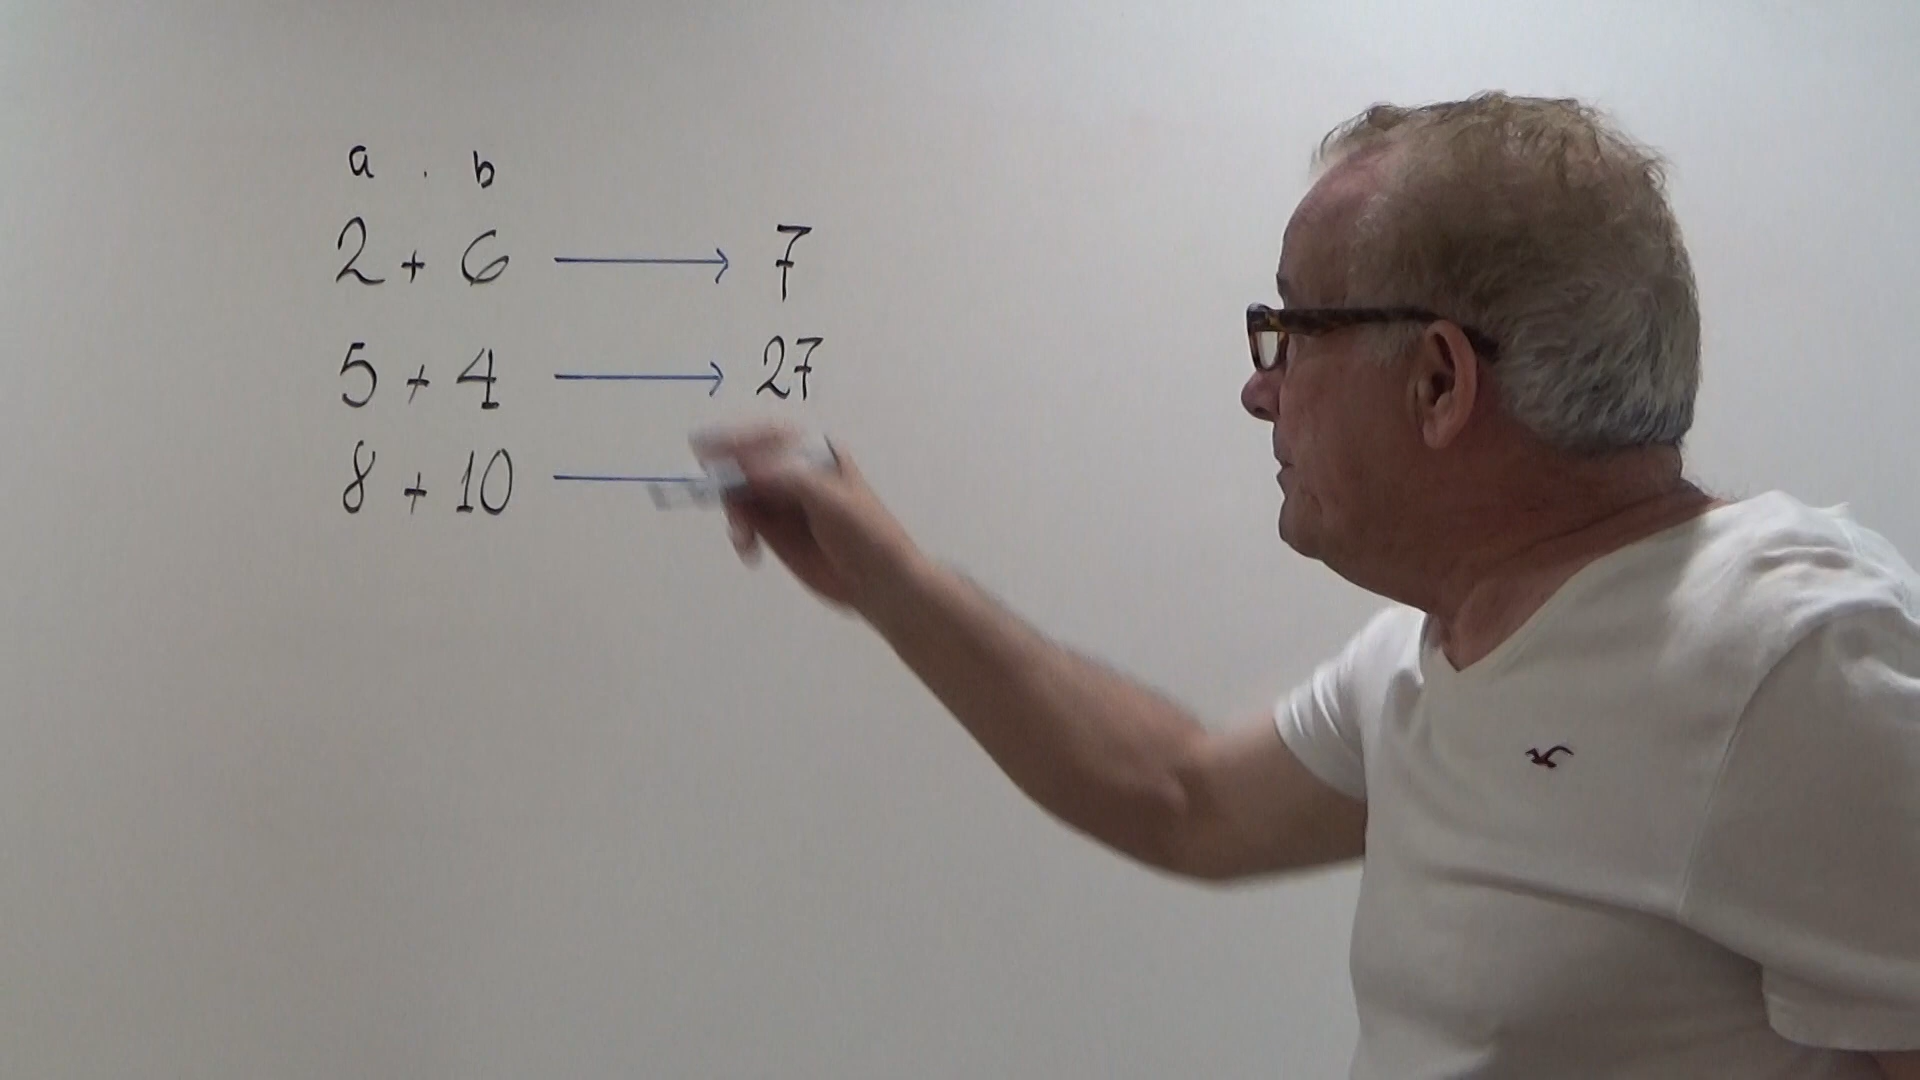 a . b
2 + 6 → 7
5 + 4 → 27
8 + 10 —